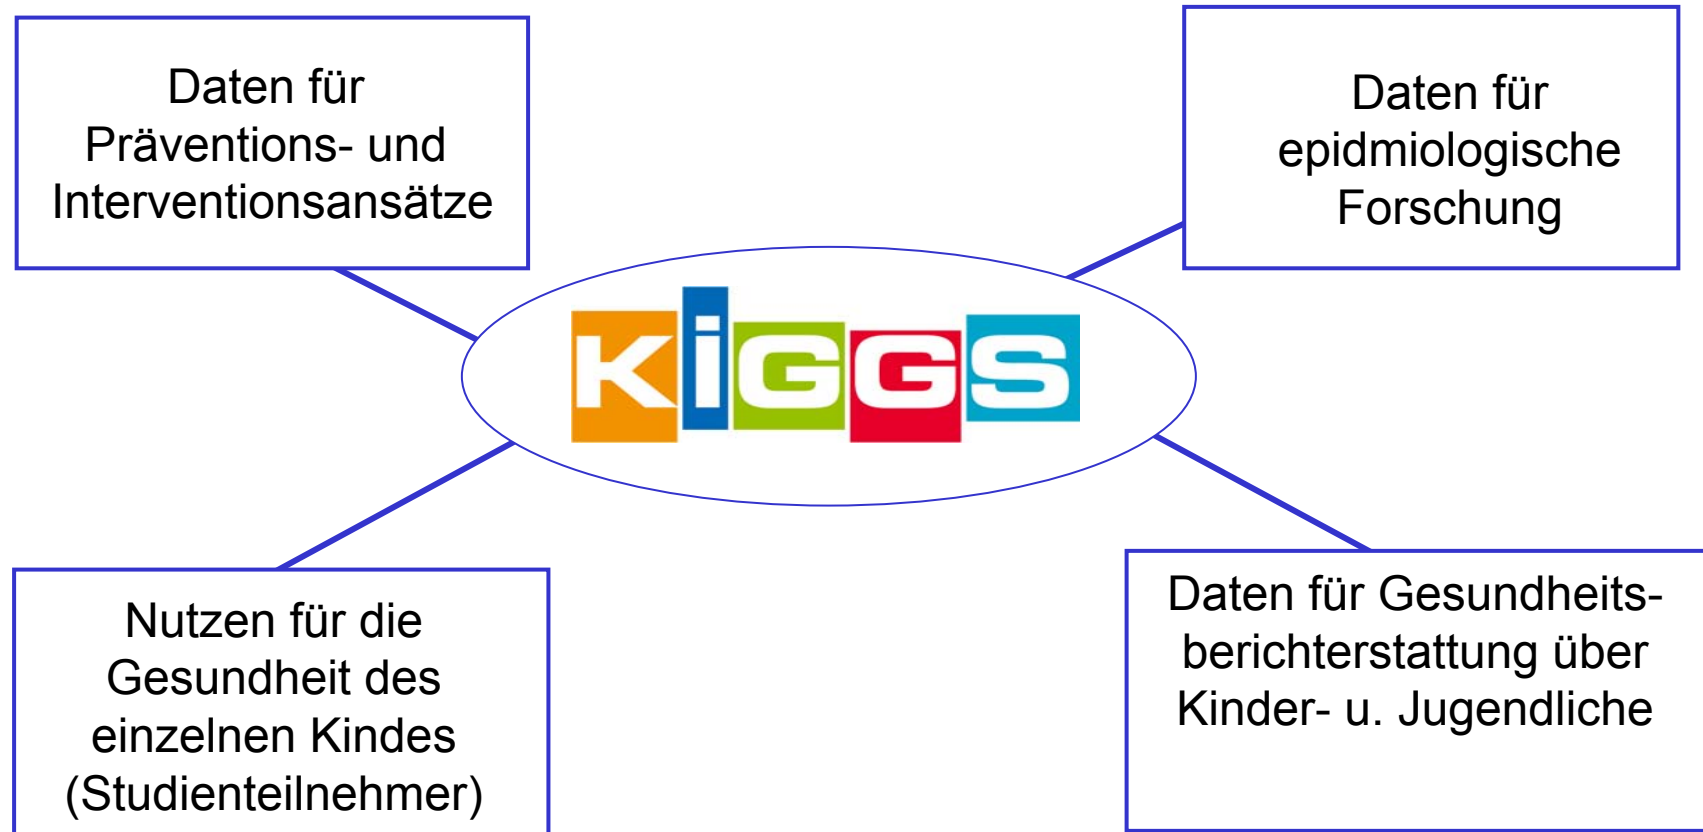 Daten für
Präventions- und
Interventionsansätze
Daten für
epidmiologische
Forschung
KiGGS
Nutzen für die
Gesundheit des
einzelnen Kindes
(Studienteilnehmer)
Daten für Gesundheits-
berichterstattung über
Kinder- u. Jugendliche